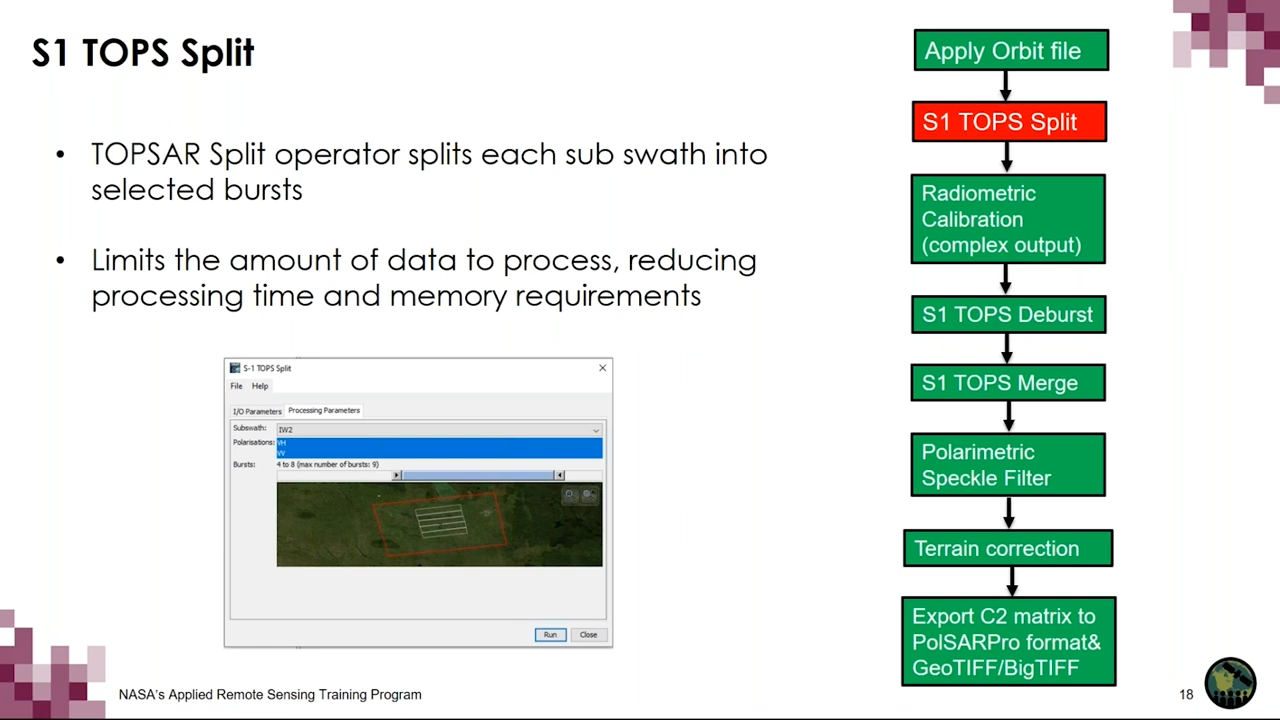 S1 TOPS Split
• TOPSAR Split operator splits each sub swath into
selected bursts
• Limits the amount of data to process, reducing
processing time and memory requirements
S-1 TOPS Split
File Help
I/O Parameters Processing Parameters
Subswath: IW2
Polarisations: VH
VV
Bursts: 4 to 8 (max number of bursts: 9)
Run Close
Apply Orbit file
S1 TOPS Split
Radiometric
Calibration
(complex output)
S1 TOPS Deburst
S1 TOPS Merge
Polarimetric
Speckle Filter
Terrain correction
Export C2 matrix to
PolSARPro format&
GeoTIFF/BigTIFF
NASA's Applied Remote Sensing Training Program
18